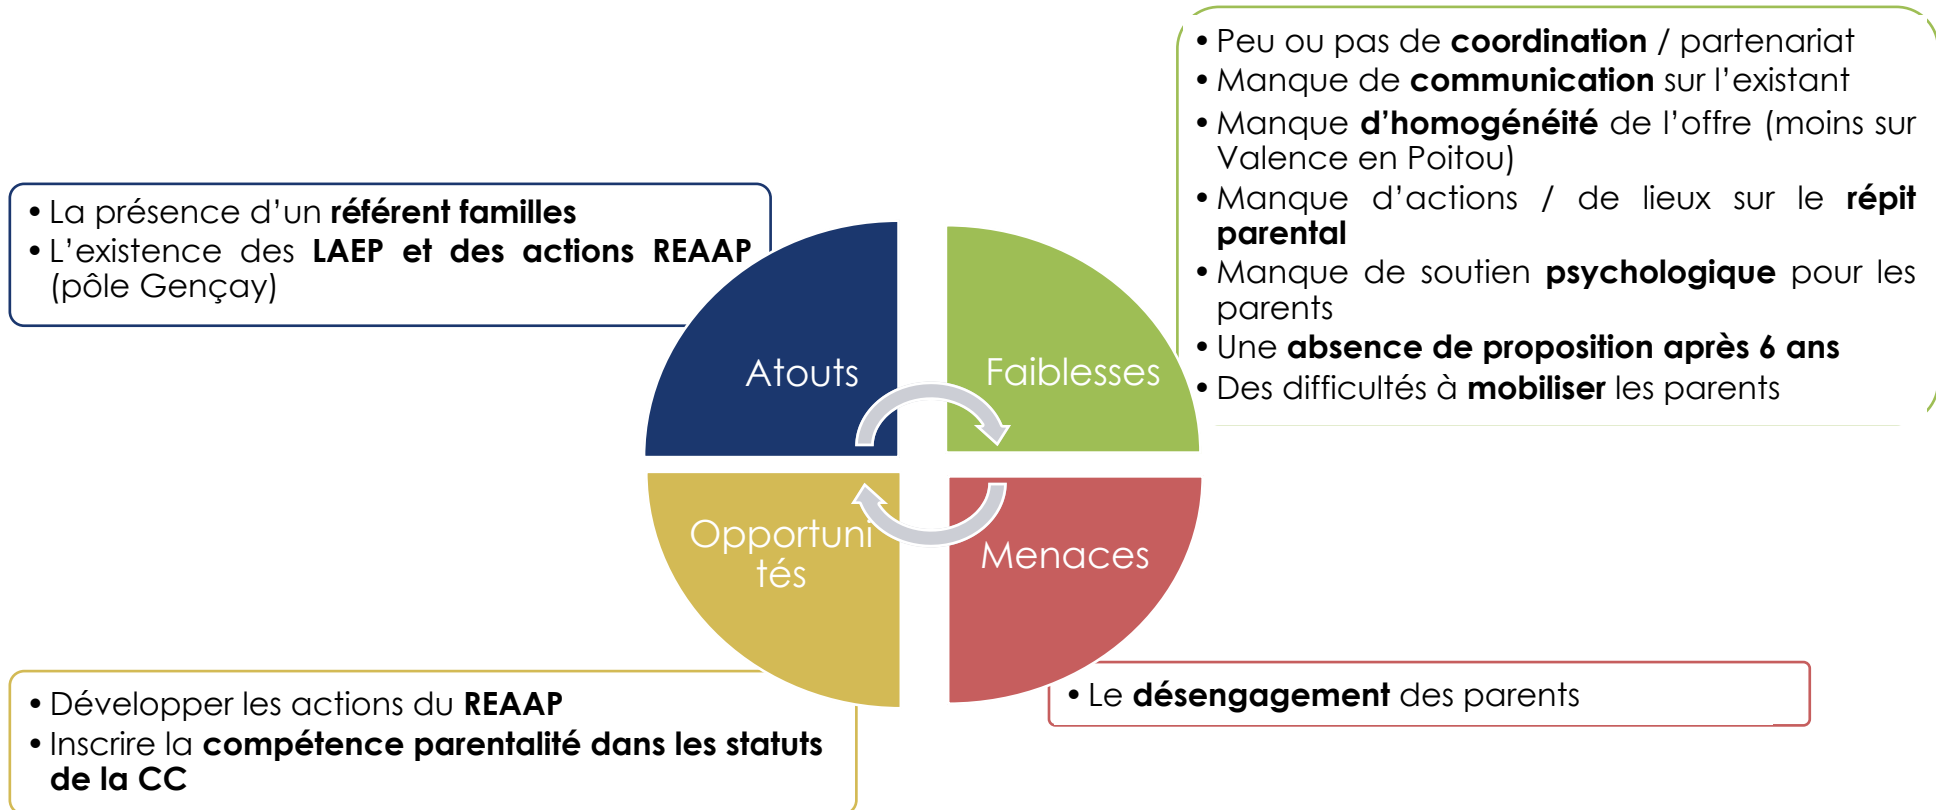 • La présence d'un référent familles
• L'existence des LAEP et des actions REAAP
(pôle Gençay)
• Peu ou pas de coordination / partenariat
• Manque de communication sur l'existant
• Manque d'homogénéité de l'offre (moins sur
Valence en Poitou)
• Manque d'actions / de lieux sur le répit
parental
• Manque de soutien psychologique pour les
parents
• Une absence de proposition après 6 ans
• Des difficultés à mobiliser les parents
Atouts
Faiblesses
Opportuni
tés
Menaces
• Développer les actions du REAAP
• Inscrire la compétence parentalité dans les statuts
de la CC
• Le désengagement des parents